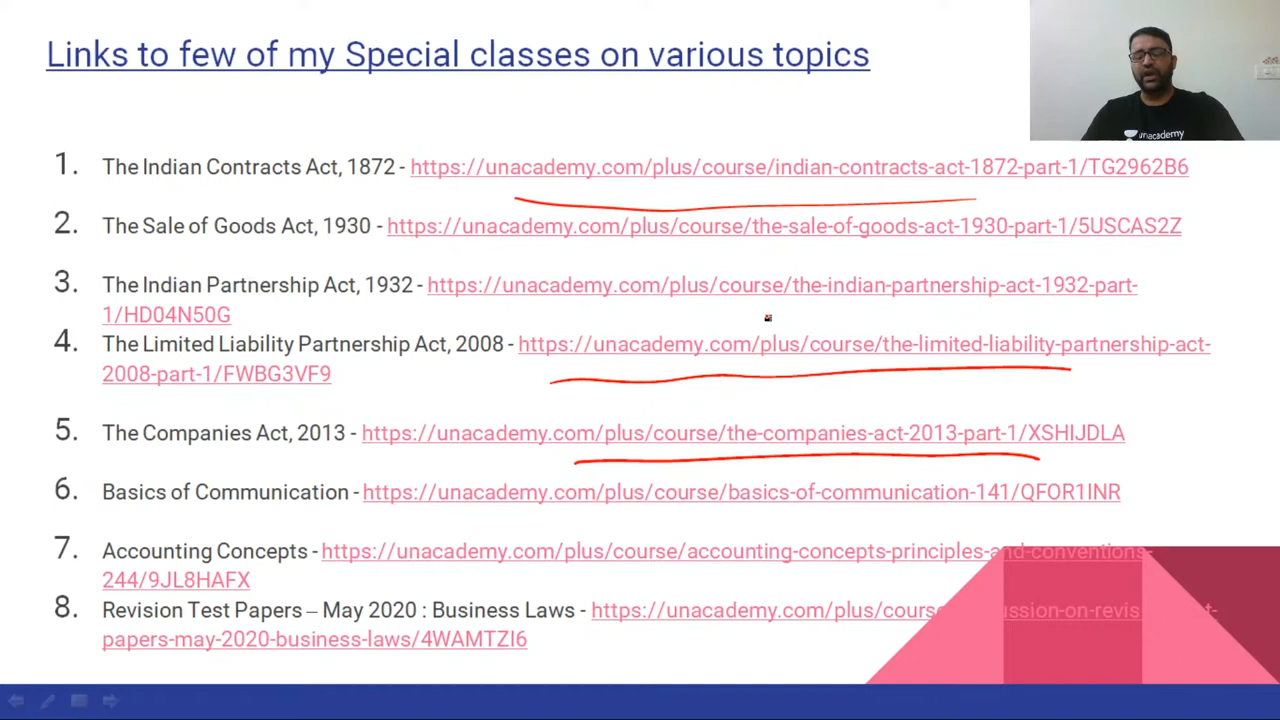 Links to few of my Special classes on various topics
unacademy
1. The Indian Contracts Act, 1872 - https://unacademy.com/plus/course/indian-contracts-act-1872-part-1/TG2962B6
2. The Sale of Goods Act, 1930 - https://unacademy.com/plus/course/the-sale-of-goods-act-1930-part-1/5USCAS2Z
3. The Indian Partnership Act, 1932 - https://unacademy.com/plus/course/the-indian-partnership-act-1932-part-
1/HD04N50G
4. The Limited Liability Partnership Act, 2008 - https://unacademy.com/plus/course/the-limited-liability-partnership-act-
2008-part-1/FWBG3VF9
5. The Companies Act, 2013 - https://unacademy.com/plus/course/the-companies-act-2013-part-1/XSHIJDLA
6. Basics of Communication - https://unacademy.com/plus/course/basics-of-communication-141/QFOR1INR
7. Accounting Concepts - https://unacademy.com/plus/course/accounting-concepts-principles-and-conventions-
244/9JL8HAFX
8. Revision Test Papers – May 2020 : Business Laws - https://unacademy.com/plus/cours
papers-may-2020-business-laws/4WAMTZI6